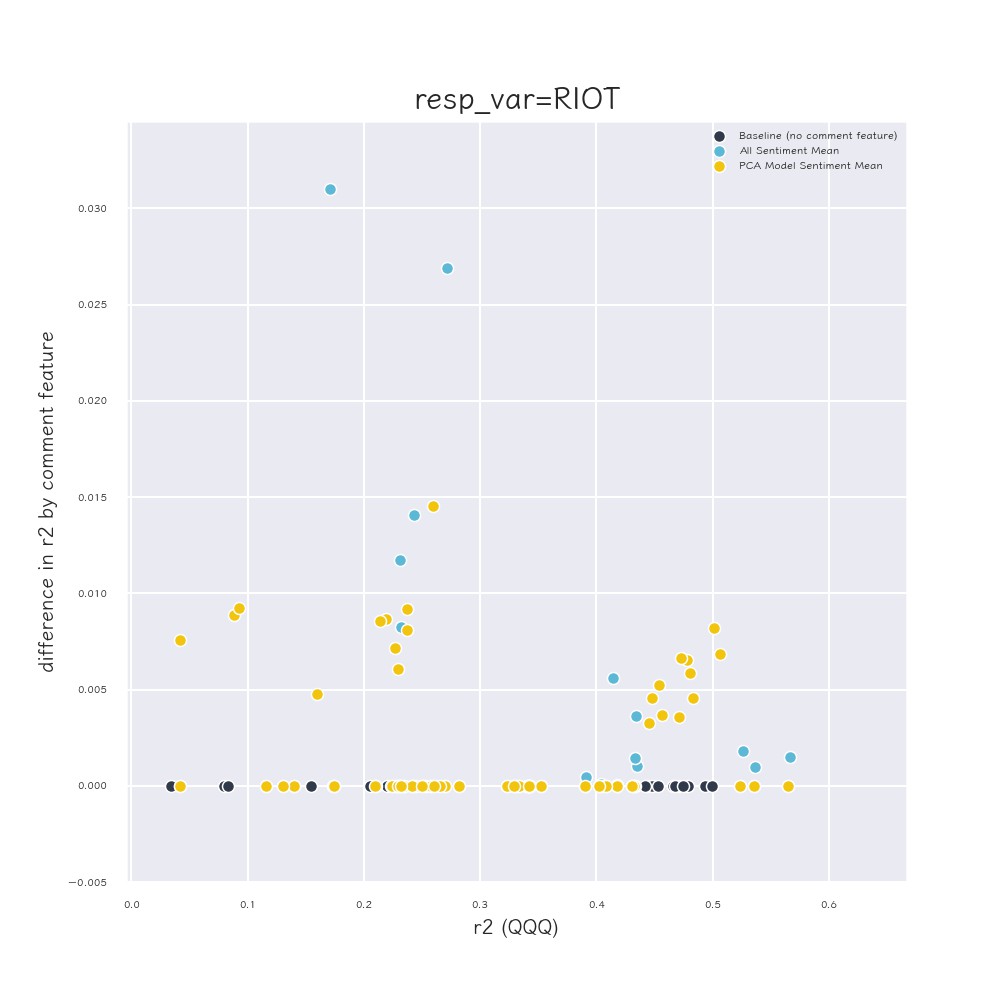 resp_var=RIOT
Baseline (no comment feature)
All Sentiment Mean
PCA Model Sentiment Mean
0.030
0.025
0.020
0.015
0.010
0.005
0.000
−0.005
difference in r2 by comment feature
0.0 0.1 0.2 0.3 0.4 0.5 0.6
r2 (QQQ)